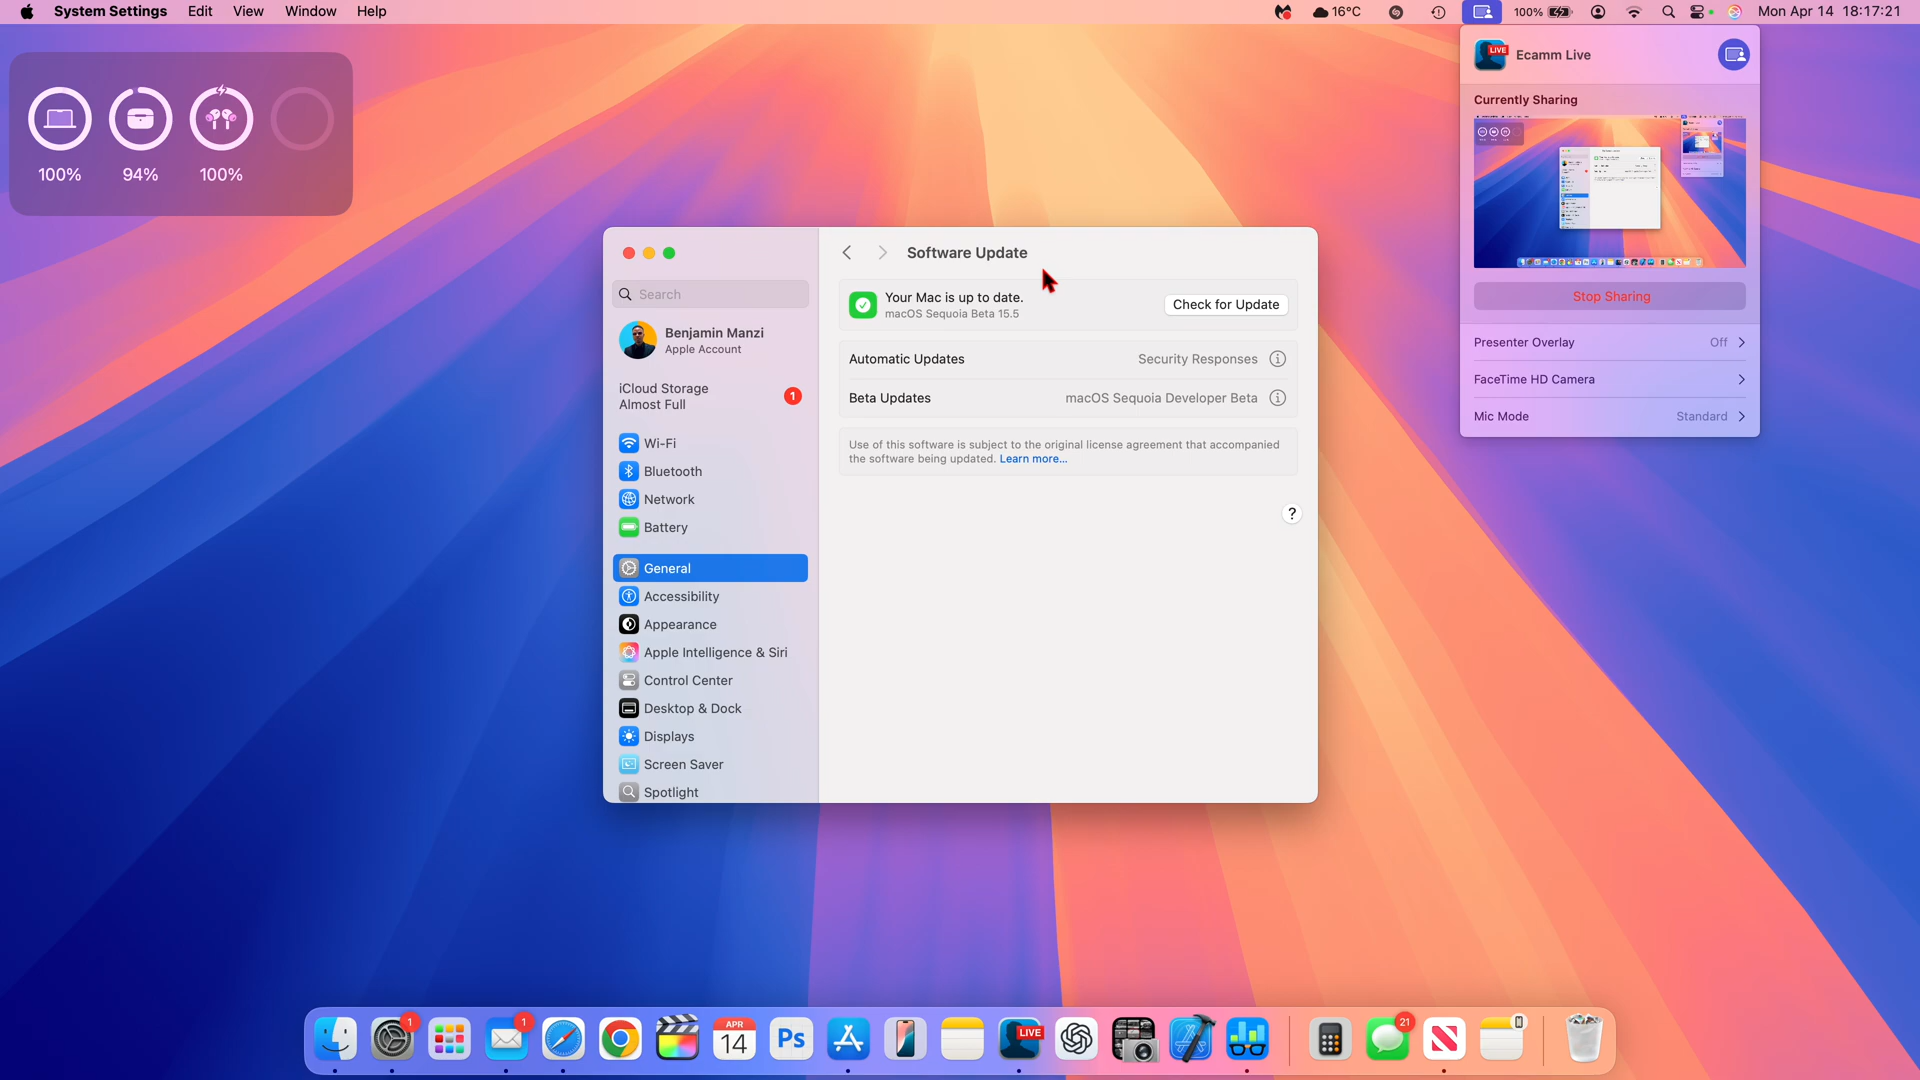 System Settings Edit View Window Help
16°C 100% Mon Apr 14 18:17:21
100% 94% 100%
LIVE Ecamm Live
Currently Sharing
Stop Sharing
Presenter Overlay Off
FaceTime HD Camera
Mic Mode Standard
Search
Benjamin Manzi
Apple Account
iCloud Storage
Almost Full
1
Wi-Fi
Bluetooth
Network
Battery
General
Accessibility
Appearance
Apple Intelligence & Siri
Control Center
Desktop & Dock
Displays
Screen Saver
Spotlight
Software Update
Your Mac is up to date.
macOS Sequoia Beta 15.5
Check for Update
Automatic Updates Security Responses
Beta Updates macOS Sequoia Developer Beta
Use of this software is subject to the original license agreement that accompanied
the software being updated. Learn more...
?
1 1 APR 14 Ps LIVE 21